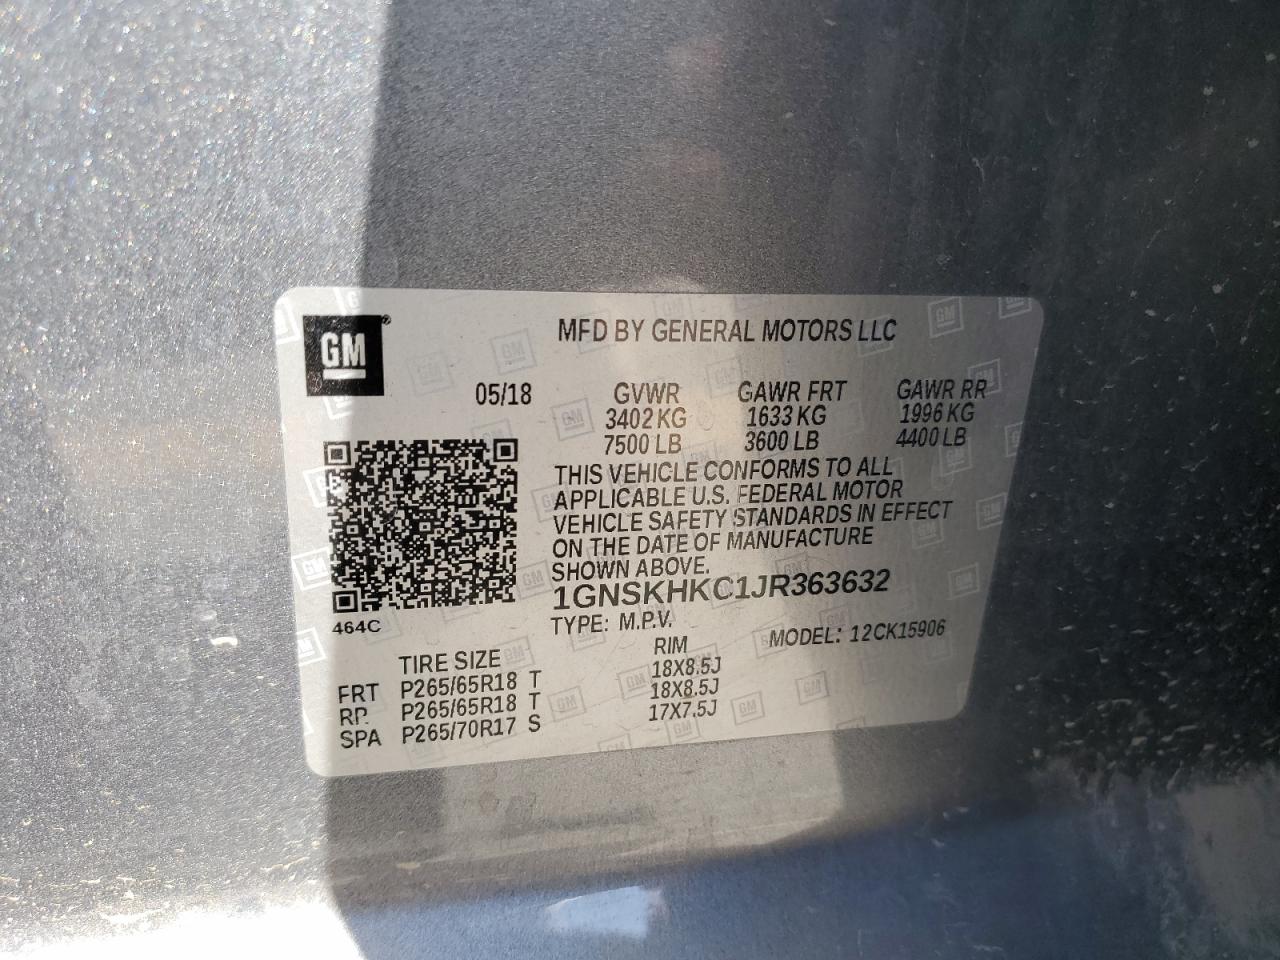 GM®
MFD BY GENERAL MOTORS LLC
05/18 GVWR GAWR FRT GAWR RR
3402 KG 1633 KG 1996 KG
7500 LB 3600 LB 4400 LB
THIS VEHICLE CONFORMS TO ALL
APPLICABLE U.S. FEDERAL MOTOR
VEHICLE SAFETY STANDARDS IN EFFECT
ON THE DATE OF MANUFACTURE
SHOWN ABOVE.
1GNSKHKC1JR363632
464C
TYPE: M.P.V. MODEL: 12CK15906
TIRE SIZE RIM
FRT P265/65R18 T 18X8.5J
RR P265/65R18 T 18X8.5J
SPA P265/70R17 S 17X7.5J